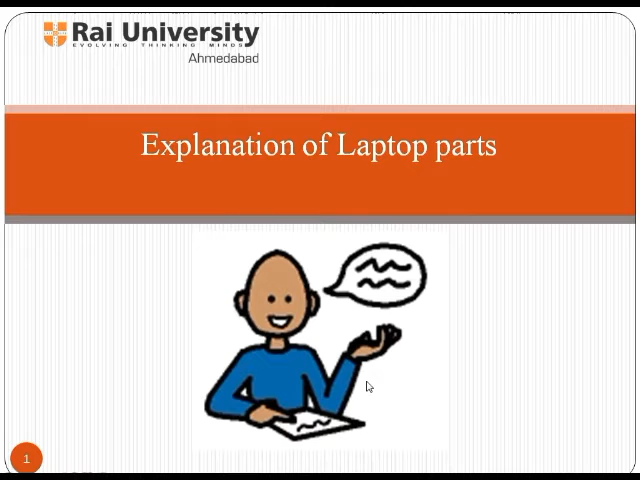 Rai University
EVOLVING THINKING MINDS
Ahmedabad
Explanation of Laptop parts
1